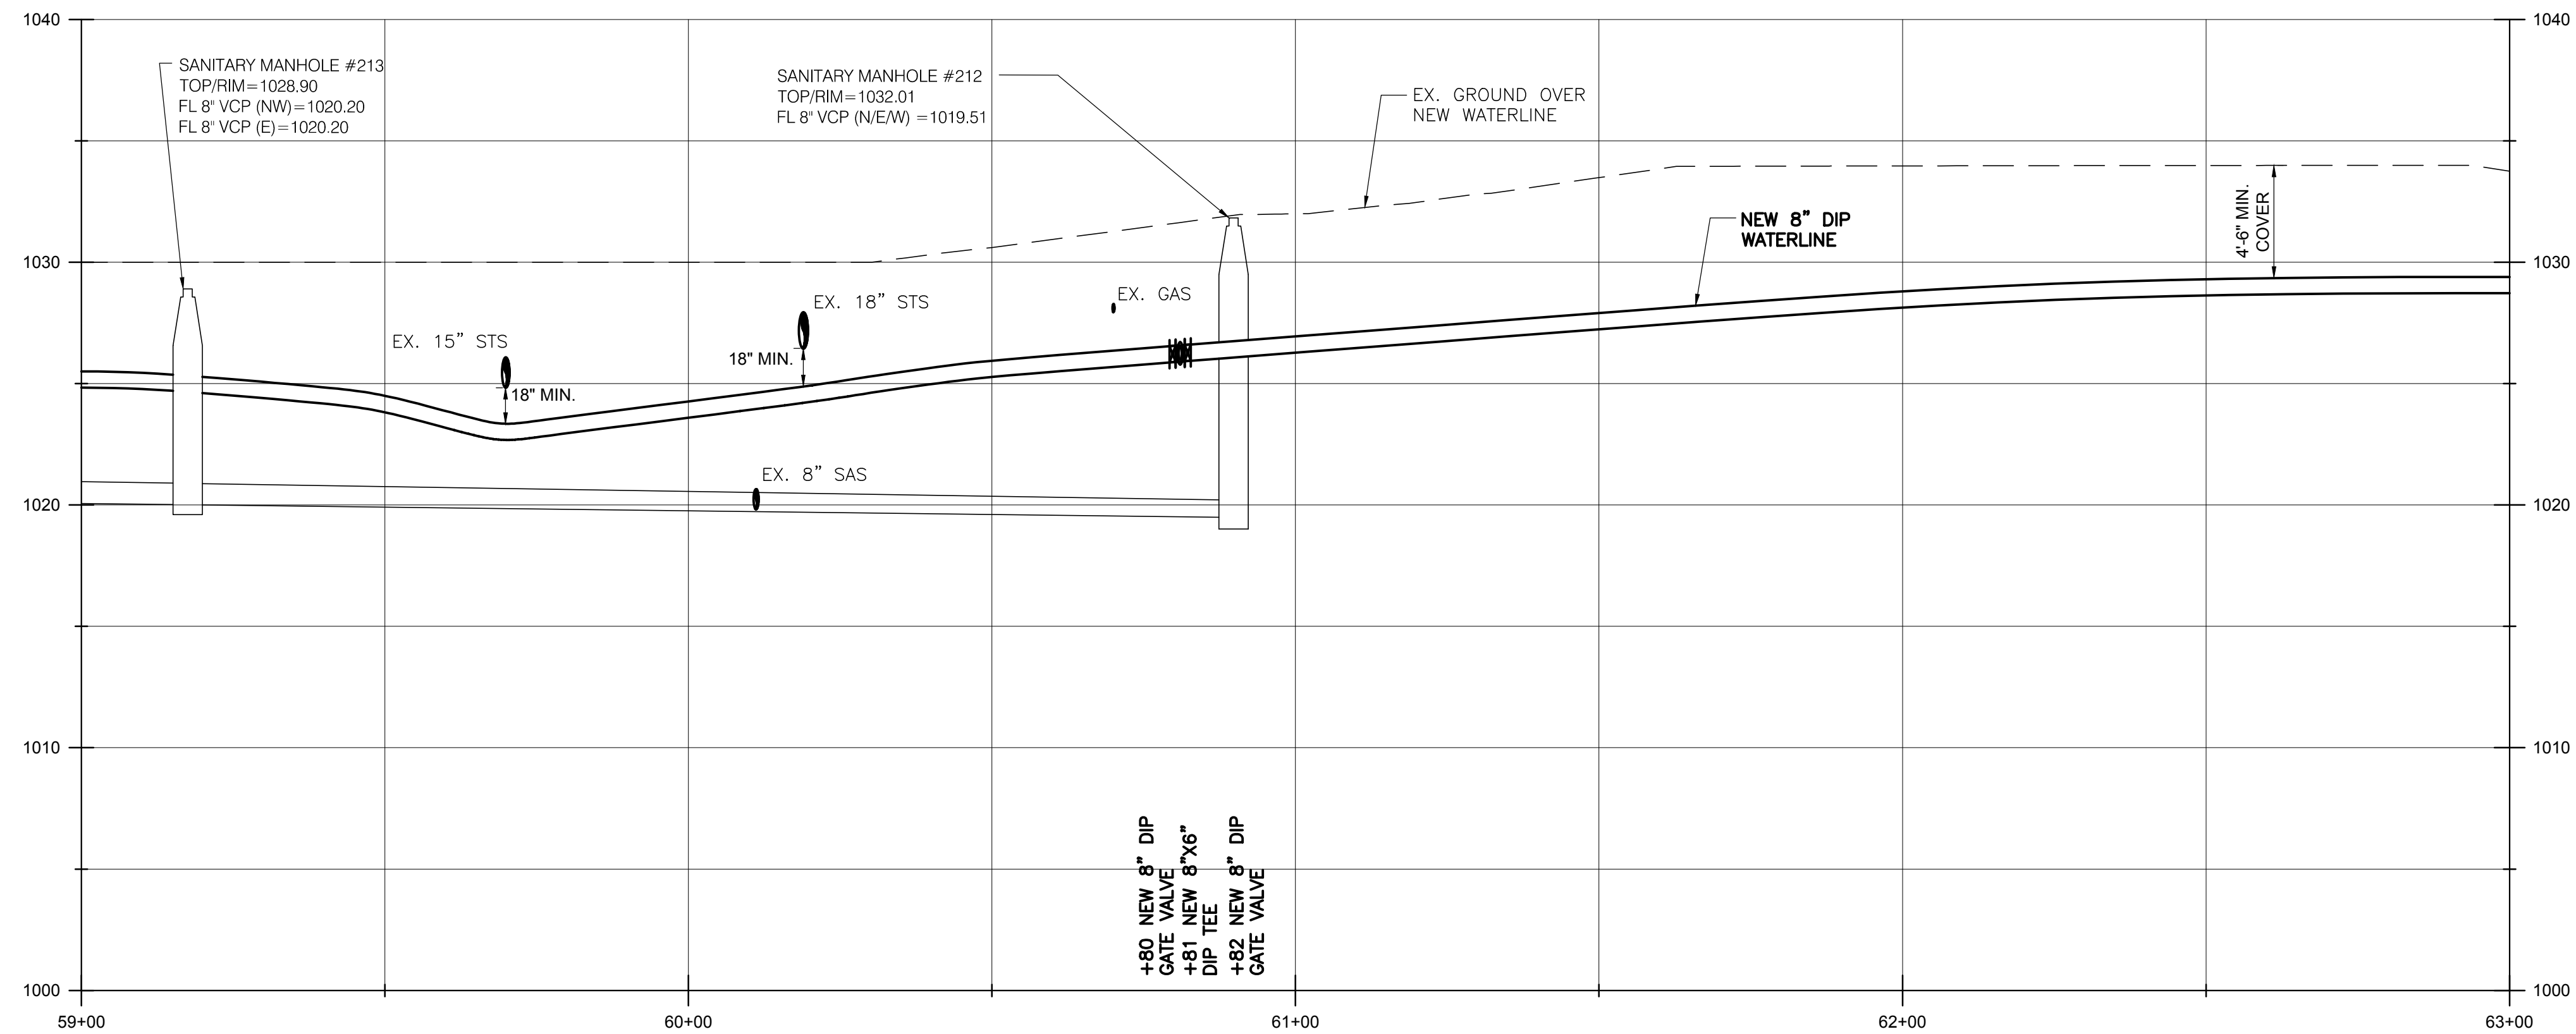 1040
1040
SANITARY MANHOLE #213
TOP/RIM=1028.90
FL 8" VCP (NW)=1020.20
FL 8" VCP (E)=1020.20
SANITARY MANHOLE #212
TOP/RIM=1032.01
FL 8" VCP (N/E/W) =1019.51
EX. GROUND OVER
NEW WATERLINE
NEW 8" DIP
WATERLINE
4'-6" MIN.
COVER
1030
1030
EX. 15" STS
18" MIN.
EX. 18" STS
18" MIN.
EX. GAS
EX. 8" SAS
1020
1020
1010
1010
+80 NEW 8" DIP
GATE VALVE
+81 NEW 8"X6"
DIP TEE
+82 NEW 8" DIP
GATE VALVE
1000
1000
59+00
60+00
61+00
62+00
63+00